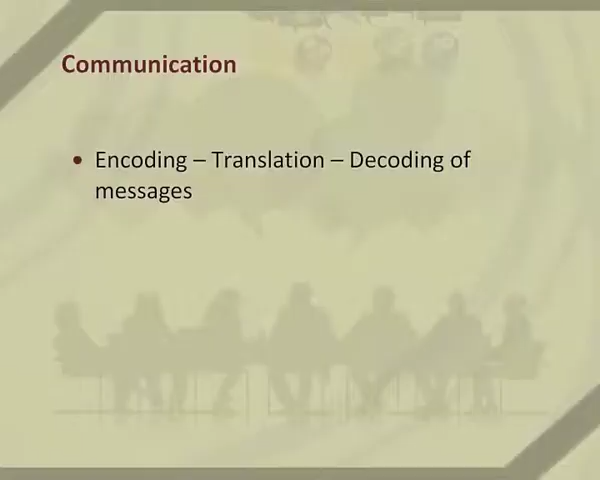 Communication
• Encoding – Translation – Decoding of
messages